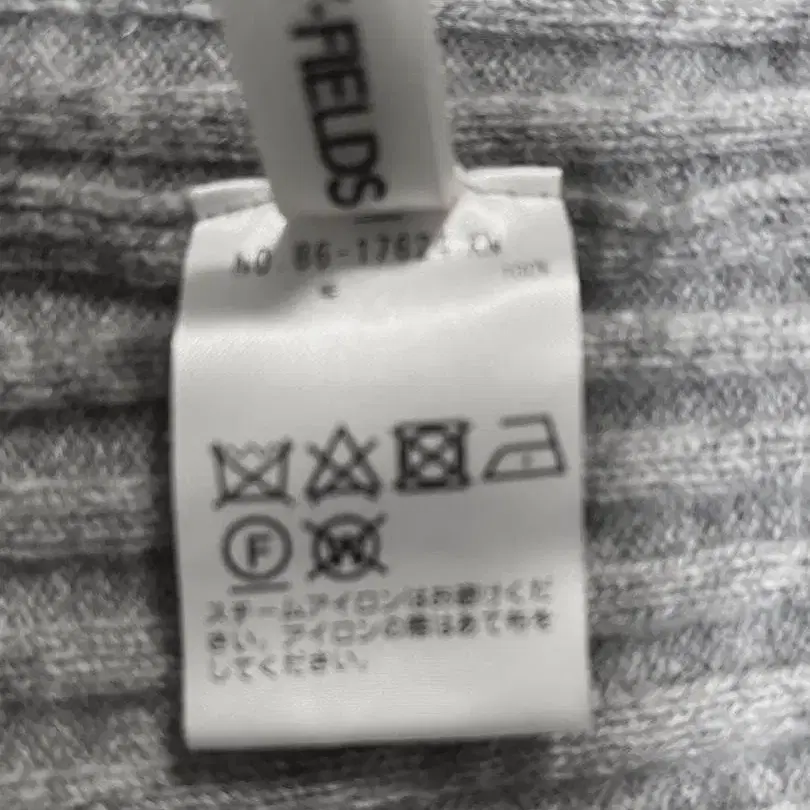 FIELDS
スチームアイロンはお避けくだ
さい。アイロンの際はあて布を
してください。
F
W